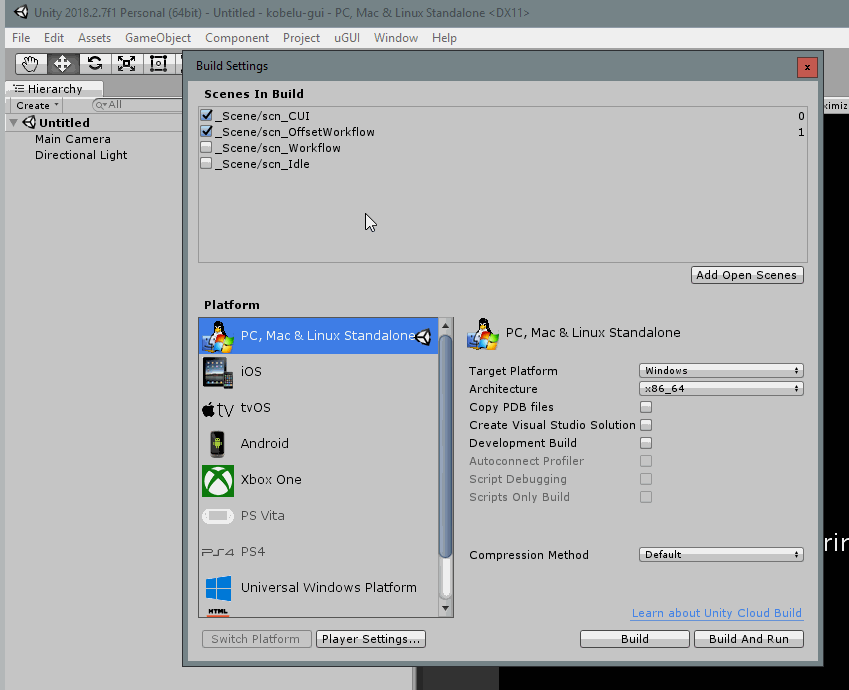 Unity 2018.2.7f1 Personal (64bit) - Untitled - kobelu-gui - PC, Mac & Linux Standalone <DX11>
File Edit Assets GameObject Component Project uGUI Window Help
Build Settings
x
Hierarchy
Create All
Untitled
Main Camera
Directional Light
Scenes In Build
_Scene/scn_CUI 0
_Scene/scn_OffsetWorkflow 1
_Scene/scn_Workflow
_Scene/scn_Idle
Add Open Scenes
Platform
PC, Mac & Linux Standalone
iOS
tv tvOS
Android
Xbox One
PS Vita
PS4 PS4
Universal Windows Platform
HTML
PC, Mac & Linux Standalone
Target Platform Windows
Architecture x86_64
Copy PDB files
Create Visual Studio Solution
Development Build
Autoconnect Profiler
Script Debugging
Scripts Only Build
Compression Method Default
Learn about Unity Cloud Build
Switch Platform Player Settings... Build Build And Run